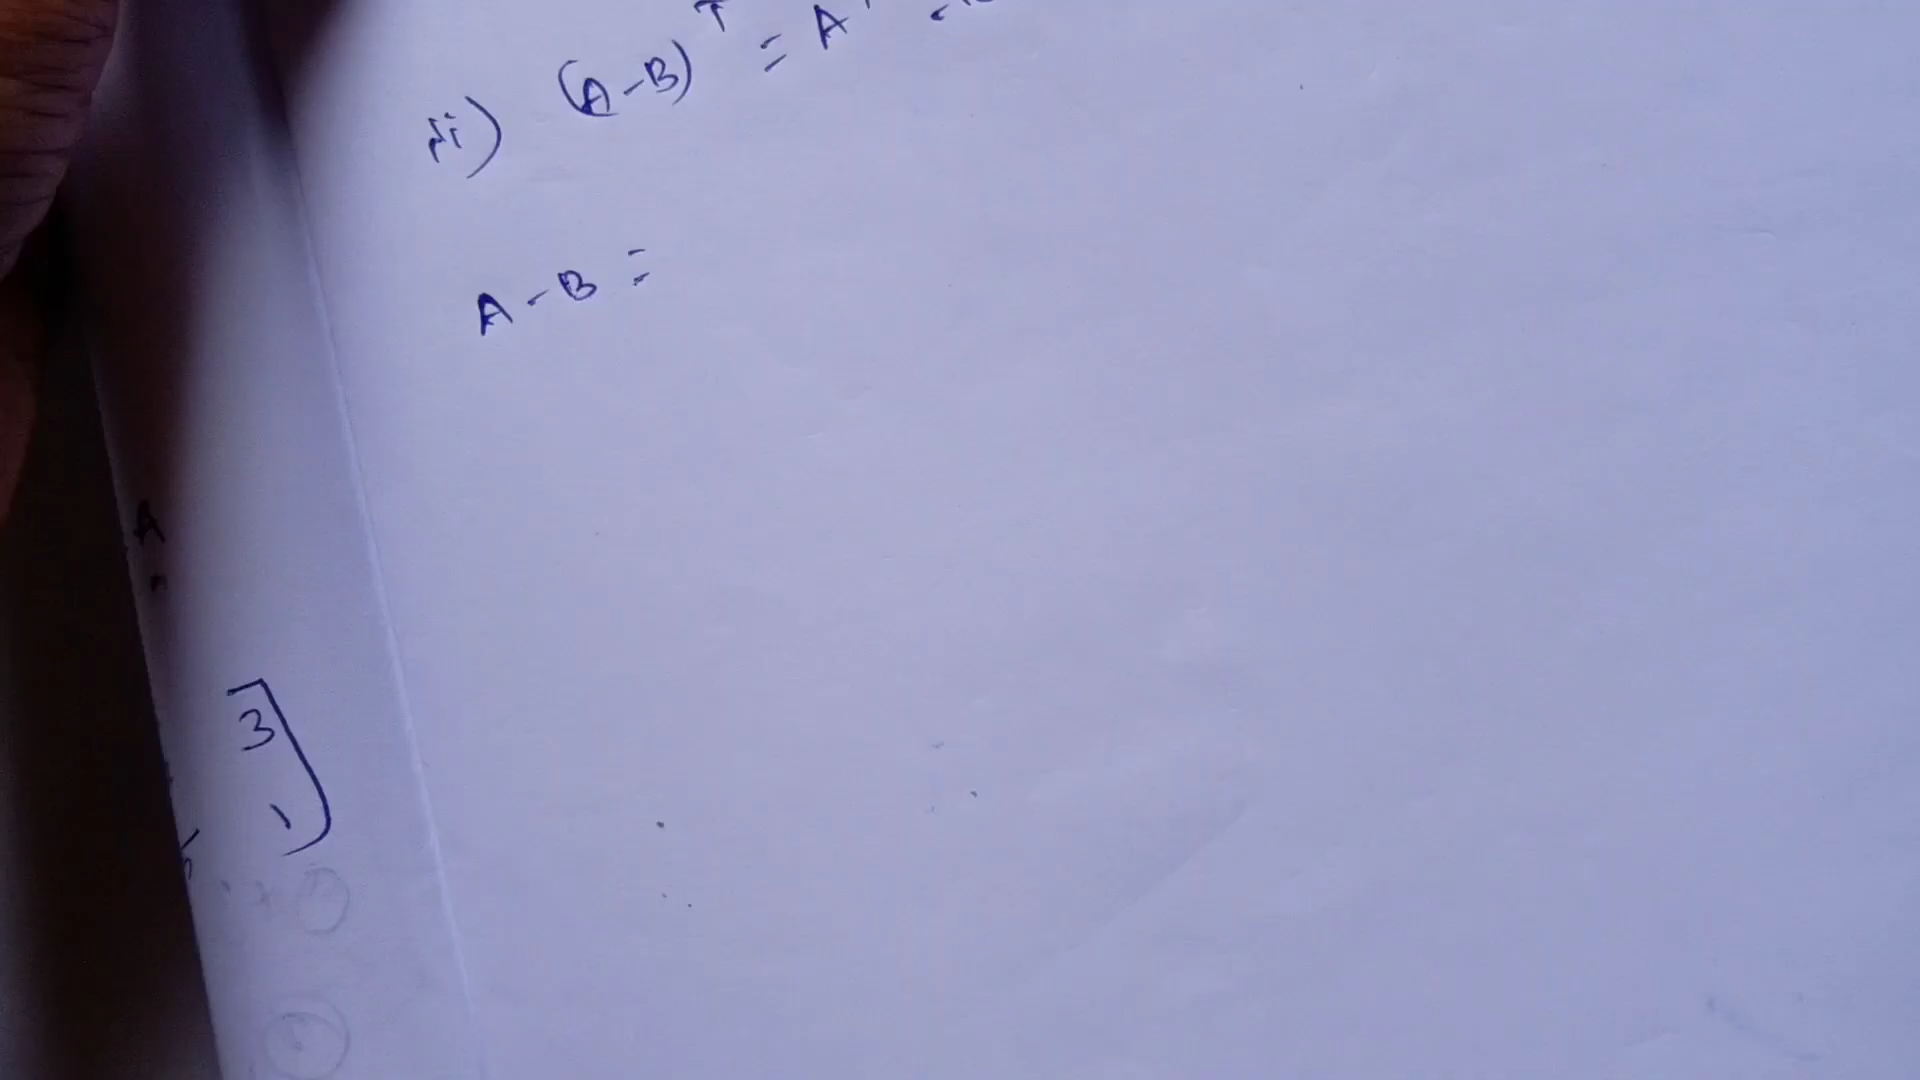 ii) (A-B)ᵀ = A
A - B =
A
3
1